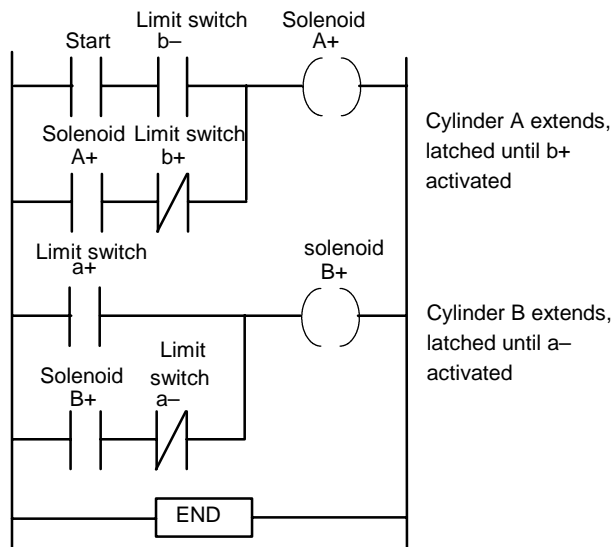 Start
Limit switch
b–
Solenoid
A+
Solenoid
A+
Limit switch
b+
Cylinder A extends,
latched until b+
activated
Limit switch
a+
solenoid
B+
Solenoid
B+
Limit
switch
a–
Cylinder B extends,
latched until a–
activated
END